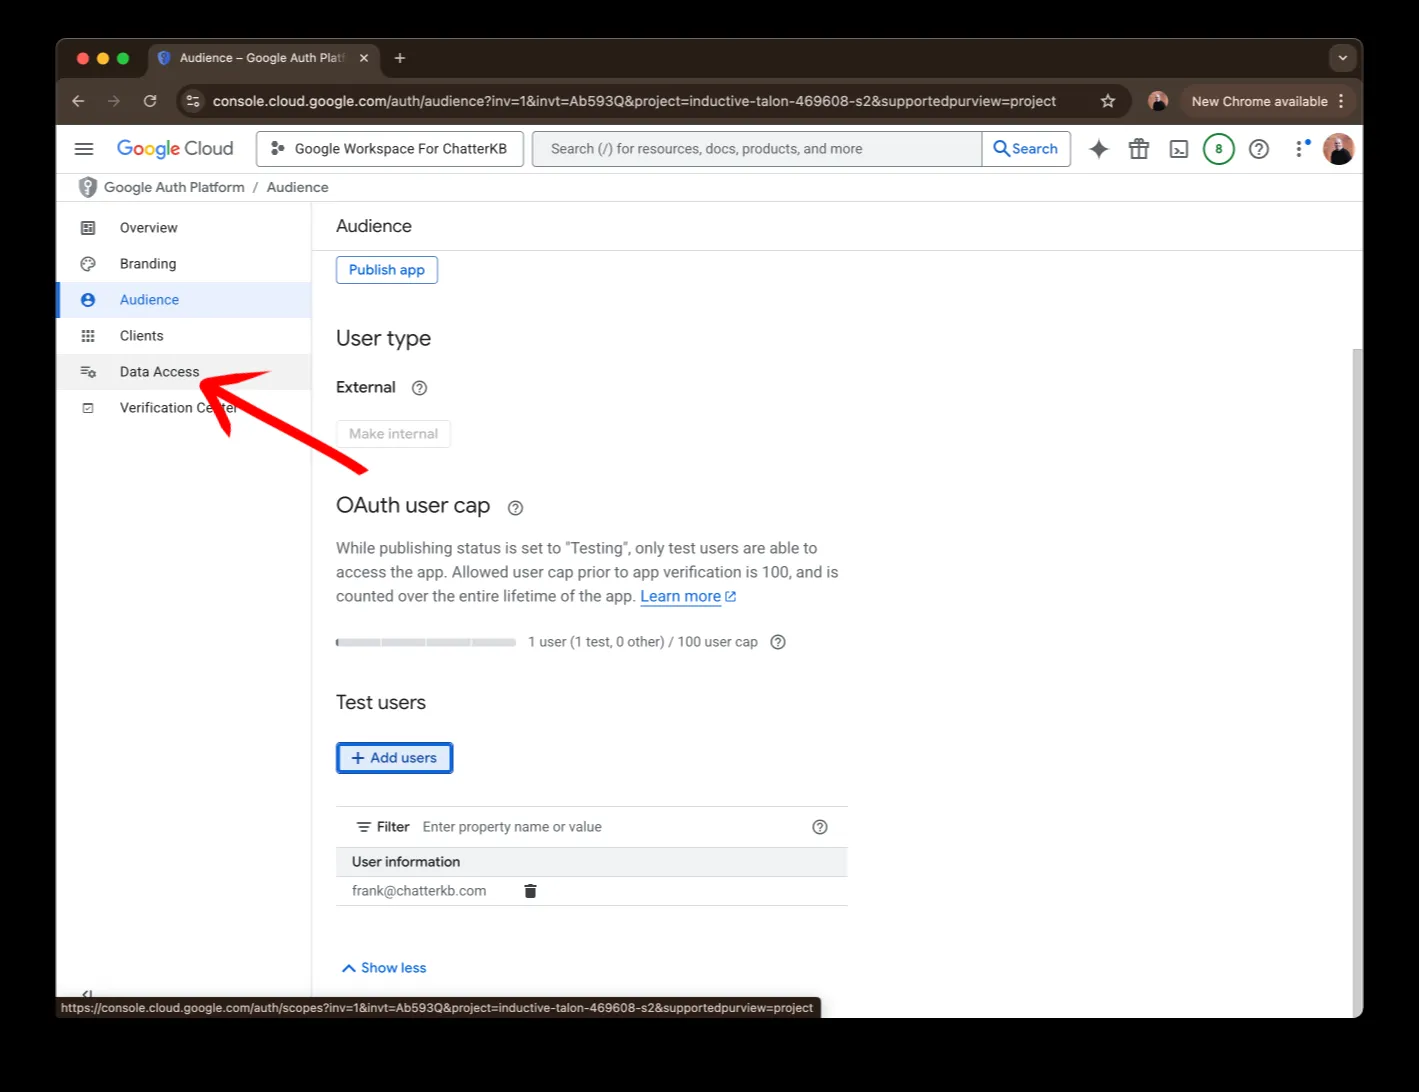 Audience – Google Auth Platf
console.cloud.google.com/auth/audience?inv=1&invt=Ab593Q&project=inductive-talon-469608-s2&supportedpurview=project
New Chrome available
Google Cloud
Google Workspace For ChatterKB
Search (/) for resources, docs, products, and more
Search
8
Google Auth Platform / Audience
Overview
Branding
Audience
Clients
Data Access
Verification Center
Audience
Publish app
User type
External
Make internal
OAuth user cap
While publishing status is set to "Testing", only test users are able to
access the app. Allowed user cap prior to app verification is 100, and is
counted over the entire lifetime of the app. Learn more
1 user (1 test, 0 other) / 100 user cap
Test users
+ Add users
Filter Enter property name or value
User information
frank@chatterkb.com
Show less
https://console.cloud.google.com/auth/scopes?inv=1&invt=Ab593Q&project=inductive-talon-469608-s2&supportedpurview=project